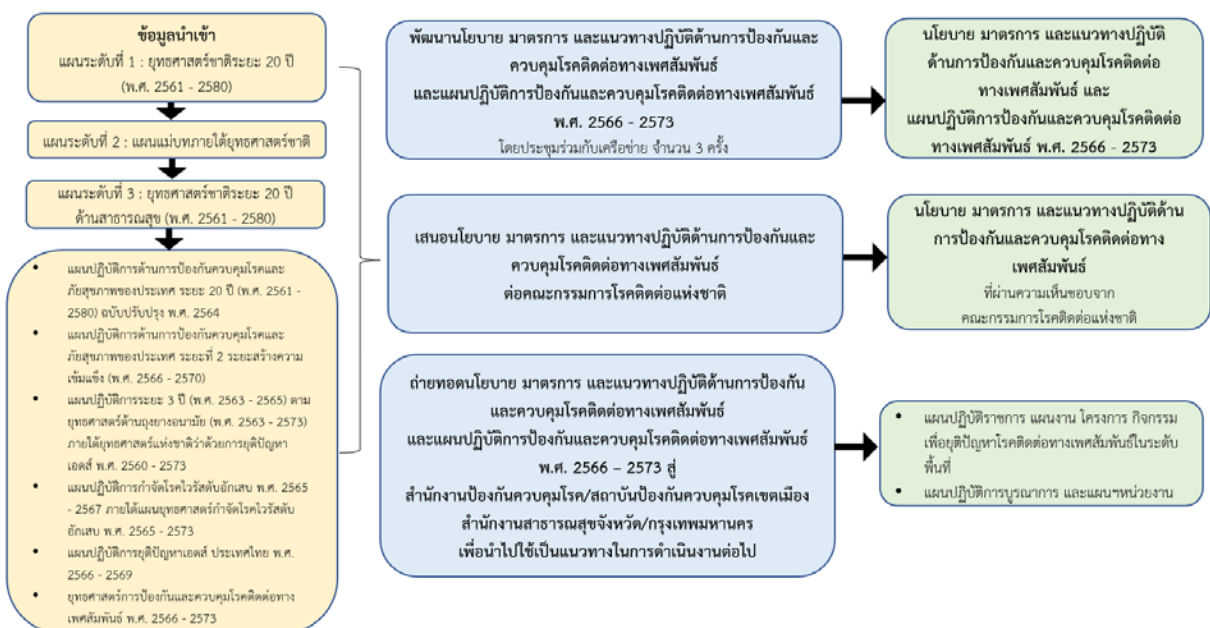 ข้อมูลนำเข้า
แผนระดับที่ 1 : ยุทธศาสตร์ชาติระยะ 20 ปี
(พ.ศ. 2561 - 2580)
แผนระดับที่ 2 : แผนแม่บทภายใต้ยุทธศาสตร์ชาติ
แผนระดับที่ 3 : ยุทธศาสตร์ชาติระยะ 20 ปี
ด้านสาธารณสุข (พ.ศ. 2561 - 2580)
• แผนปฏิบัติการด้านการป้องกันควบคุมโรคและ
ภัยสุขภาพของประเทศ ระยะ 20 ปี (พ.ศ. 2561 -
2580) ฉบับปรับปรุง พ.ศ. 2564
• แผนปฏิบัติการด้านการป้องกันควบคุมโรคและ
ภัยสุขภาพของประเทศ ระยะที่ 2 ระยะสร้างความ
เข้มแข็ง (พ.ศ. 2566 - 2570)
• แผนปฏิบัติการระยะ 3 ปี (พ.ศ. 2563 - 2565) ตาม
ยุทธศาสตร์ด้านถุงยางอนามัย (พ.ศ. 2563 - 2573)
ภายใต้ยุทธศาสตร์แห่งชาติว่าด้วยการยุติปัญหา
เอดส์ พ.ศ. 2560 - 2573
• แผนปฏิบัติการกำจัดโรคไวรัสตับอักเสบ พ.ศ. 2565
- 2567 ภายใต้แผนยุทธศาสตร์กำจัดโรคไวรัสตับ
อักเสบ พ.ศ. 2565 - 2573
• แผนปฏิบัติการยุติปัญหาเอดส์ ประเทศไทย พ.ศ.
2566 - 2569
• ยุทธศาสตร์การป้องกันและควบคุมโรคติดต่อทาง
เพศสัมพันธ์ พ.ศ. 2566 - 2573
พัฒนานโยบาย มาตรการ และแนวทางปฏิบัติด้านการป้องกันและ
ควบคุมโรคติดต่อทางเพศสัมพันธ์
และแผนปฏิบัติการป้องกันและควบคุมโรคติดต่อทางเพศสัมพันธ์
พ.ศ. 2566 - 2573
โดยประชุมร่วมกับเครือข่าย จำนวน 3 ครั้ง
เสนอนโยบาย มาตรการ และแนวทางปฏิบัติด้านการป้องกันและ
ควบคุมโรคติดต่อทางเพศสัมพันธ์
ต่อคณะกรรมการโรคติดต่อแห่งชาติ
ถ่ายทอดนโยบาย มาตรการ และแนวทางปฏิบัติด้านการป้องกัน
และควบคุมโรคติดต่อทางเพศสัมพันธ์
และแผนปฏิบัติการป้องกันและควบคุมโรคติดต่อทางเพศสัมพันธ์
พ.ศ. 2566 – 2573 สู่
สำนักงานป้องกันควบคุมโรค/สถาบันป้องกันควบคุมโรคเขตเมือง
สำนักงานสาธารณสุขจังหวัด/กรุงเทพมหานคร
เพื่อนำไปใช้เป็นแนวทางในการดำเนินงานต่อไป
นโยบาย มาตรการ และแนวทางปฏิบัติ
ด้านการป้องกันและควบคุมโรคติดต่อ
ทางเพศสัมพันธ์ และ
แผนปฏิบัติการป้องกันและควบคุมโรคติดต่อ
ทางเพศสัมพันธ์ พ.ศ. 2566 - 2573
นโยบาย มาตรการ และแนวทางปฏิบัติด้าน
การป้องกันและควบคุมโรคติดต่อทาง
เพศสัมพันธ์
ที่ผ่านความเห็นชอบจาก
คณะกรรมการโรคติดต่อแห่งชาติ
• แผนปฏิบัติราชการ แผนงาน โครงการ กิจกรรม
เพื่อยุติปัญหาโรคติดต่อทางเพศสัมพันธ์ในระดับ
พื้นที่
• แผนปฏิบัติการบูรณาการ และแผนฯหน่วยงาน